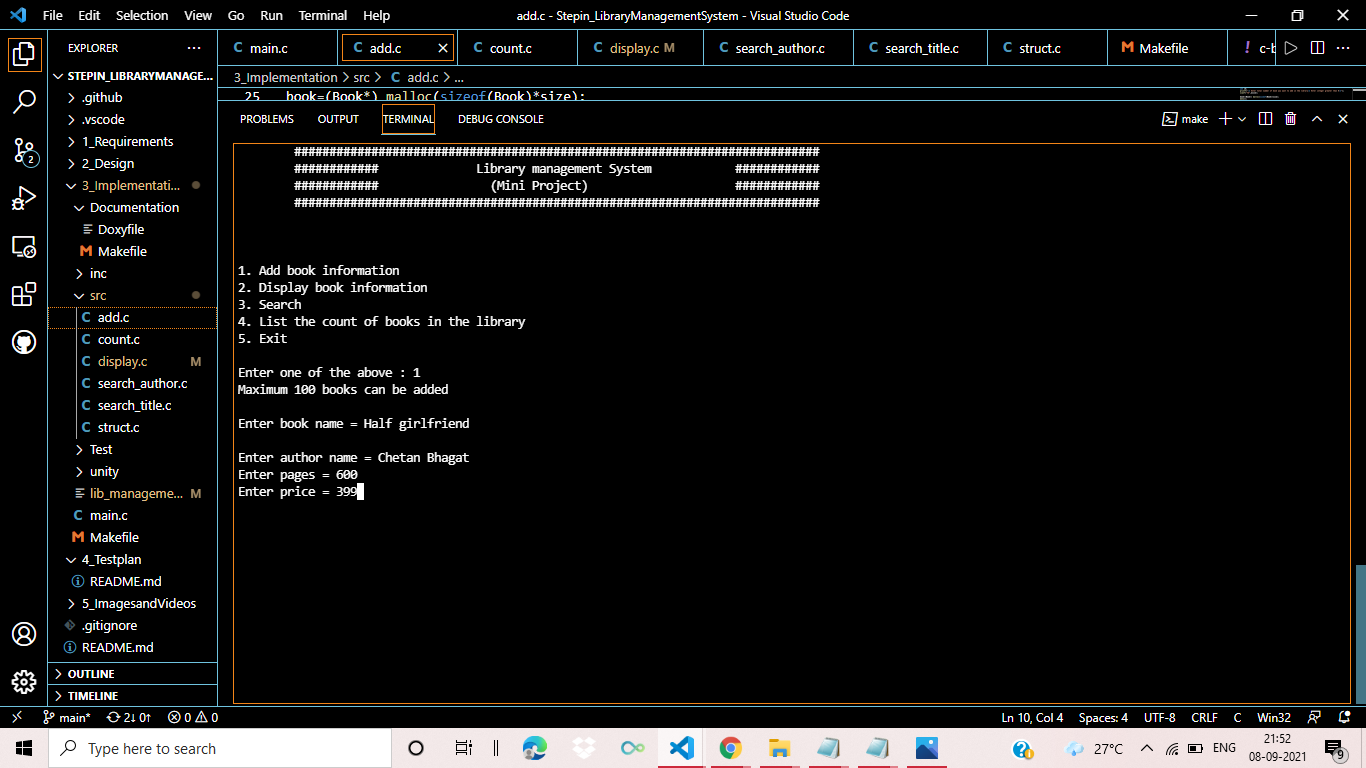 File Edit Selection View Go Run Terminal Help
add.c - Stepin_LibraryManagementSystem - Visual Studio Code
EXPLORER
STEPIN_LIBRARYMANAGE...
.github
.vscode
1_Requirements
2_Design
3_Implementati...
Documentation
Doxyfile
M Makefile
inc
src
C add.c
C count.c
C display.c M
C search_author.c
C search_title.c
C struct.c
Test
unity
lib_manageme... M
C main.c
M Makefile
4_Testplan
README.md
5_ImagesandVideos
.gitignore
README.md
OUTLINE
TIMELINE
2
C main.c C add.c C count.c C display.c M C search_author.c C search_title.c C struct.c M Makefile ! c-b
3_Implementation > src > C add.c > ...
25 book=(Book*) malloc(sizeof(Book)*size);
PROBLEMS OUTPUT TERMINAL DEBUG CONSOLE make
###########################################################################
############ Library management System ############
############ (Mini Project) ############
###########################################################################
1. Add book information
2. Display book information
3. Search
4. List the count of books in the library
5. Exit
Enter one of the above : 1
Maximum 100 books can be added
Enter book name = Half girlfriend
Enter author name = Chetan Bhagat
Enter pages = 600
Enter price = 399
main* 2↓ 0↑ 0 0 Ln 10, Col 4 Spaces: 4 UTF-8 CRLF C Win32
Type here to search
27°C ENG
21:52
08-09-2021
9